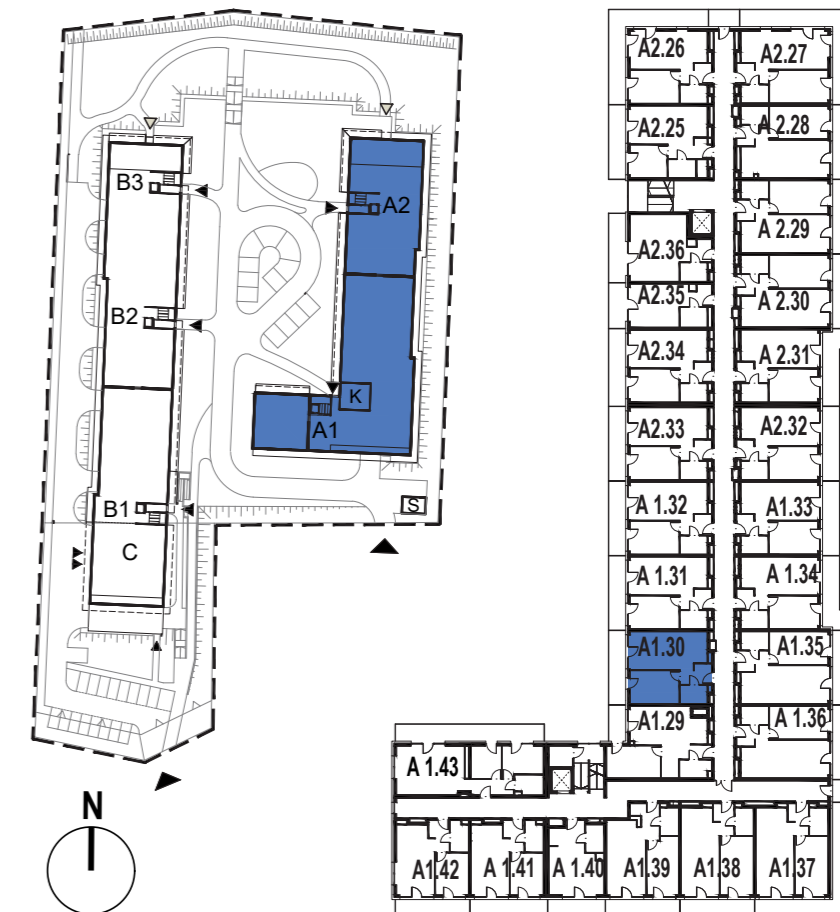 B3
A2
B2
K
A1
B1
S
C
N
A2.26
A2.27
A2.25
A 2.28
A 2.29
A2.36
A2.35
A 2.30
A2.34
A 2.31
A2.33
A2.32
A 1.32
A1.33
A 1.31
A 1.34
A1.30
A1.35
A1.29
A 1.36
A 1.43
A1.42
A 1.41
A 1.40
A1.39
A1.38
A1.37